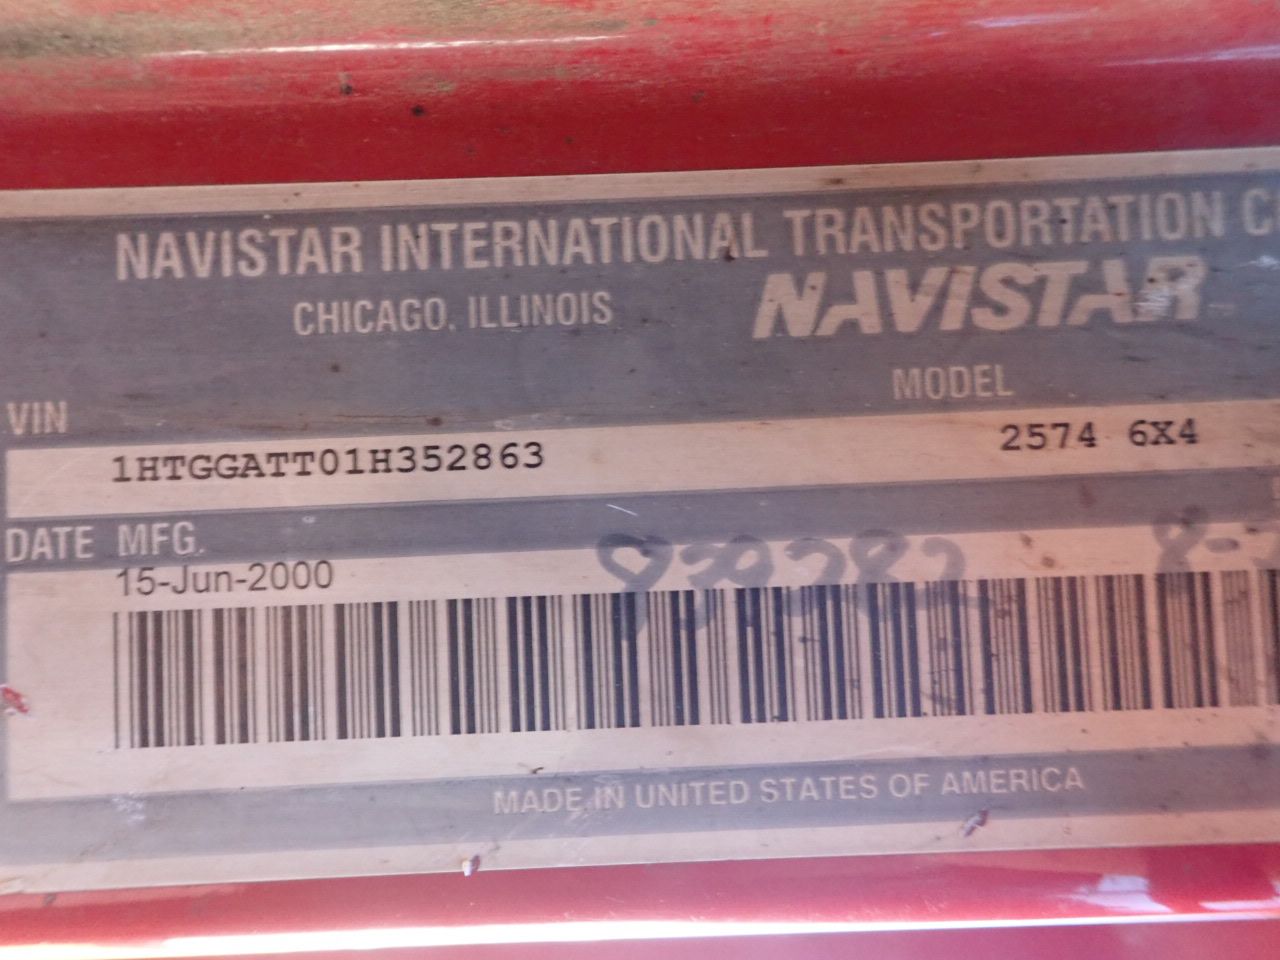 NAVISTAR INTERNATIONAL TRANSPORTATION
CHICAGO, ILLINOIS
NAVISTAR
MODEL
VIN
1HTGGATT01H352863
2574 6X4
DATE MFG.
15-Jun-2000
MADE IN UNITED STATES OF AMERICA